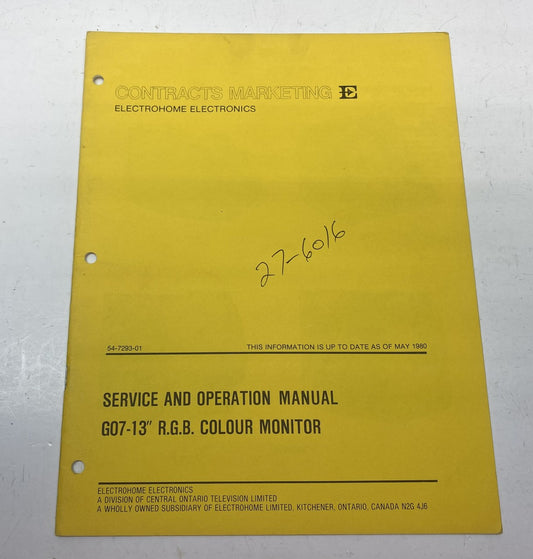 CONTRACTS MARKETING E
ELECTROHOME ELECTRONICS
27-6016
54-7293-01 THIS INFORMATION IS UP TO DATE AS OF MAY 1980
SERVICE AND OPERATION MANUAL
G07-13" R.G.B. COLOUR MONITOR
ELECTROHOME ELECTRONICS
A DIVISION OF CENTRAL ONTARIO TELEVISION LIMITED
A WHOLLY OWNED SUBSIDIARY OF ELECTROHOME LIMITED, KITCHENER, ONTARIO, CANADA N2G 4J6